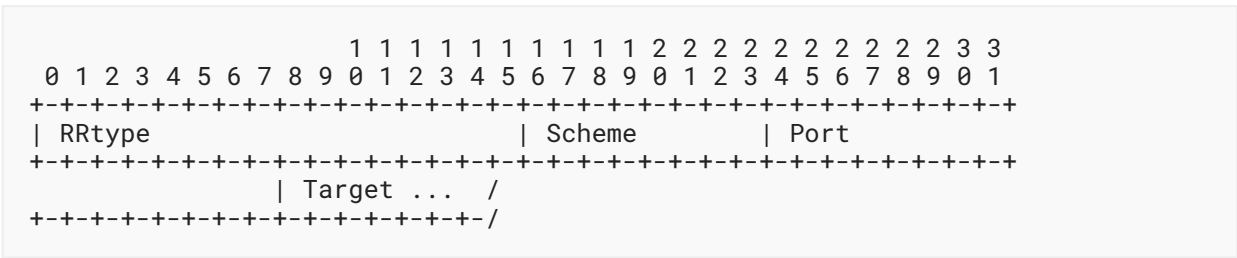 1 1 1 1 1 1 1 1 1 1 2 2 2 2 2 2 2 2 2 2 3 3
 0 1 2 3 4 5 6 7 8 9 0 1 2 3 4 5 6 7 8 9 0 1 2 3 4 5 6 7 8 9 0 1
+-+-+-+-+-+-+-+-+-+-+-+-+-+-+-+-+-+-+-+-+-+-+-+-+-+-+-+-+-+-+-+-+
| RRtype                        | Scheme        | Port
+-+-+-+-+-+-+-+-+-+-+-+-+-+-+-+-+-+-+-+-+-+-+-+-+-+-+-+-+-+-+-+-+
                | Target ...  /
+-+-+-+-+-+-+-+-+-+-+-+-+-+-+-/